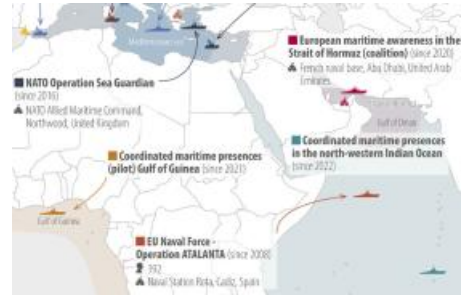 Mediterranean Sea
European maritime awareness in the
Strait of Hormuz (coalition) (since 2020)
French naval base, Abu Dhabi, United Arab
Emirates
NATO Operation Sea Guardian
(since 2016)
NATO Allied Maritime Command,
Northwood, United Kingdom
Gulf of Oman
Coordinated maritime presences
in the north-western Indian Ocean
(since 2022)
Coordinated maritime presences
(pilot) Gulf of Guinea (since 2021)
Gulf of Guinea
EU Naval Force -
Operation ATALANTA (since 2008)
392
Naval Station Rota, Cadiz, Spain